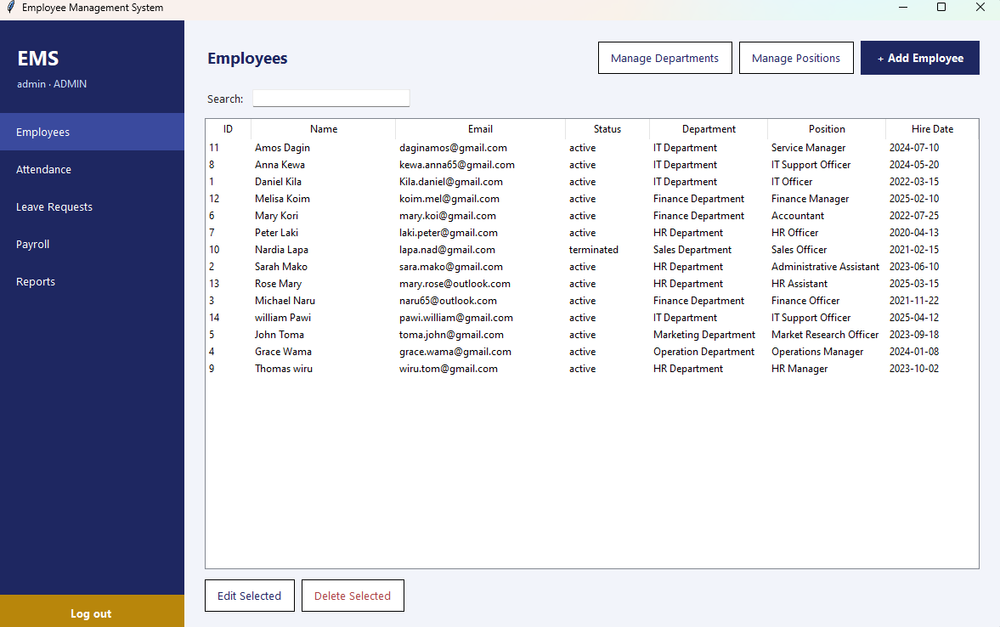 Employee Management System
EMS
admin · ADMIN
Employees
Attendance
Leave Requests
Payroll
Reports
Log out
Employees
Manage Departments
Manage Positions
+ Add Employee
Search:
ID Name Email Status Department Position Hire Date
11 Amos Dagin daginamos@gmail.com active IT Department Service Manager 2024-07-10
8 Anna Kewa kewa.anna65@gmail.com active IT Department IT Support Officer 2024-05-20
1 Daniel Kila Kila.daniel@gmail.com active IT Department IT Officer 2022-03-15
12 Melisa Koim koim.mel@gmail.com active Finance Department Finance Manager 2025-02-10
6 Mary Kori mary.koi@gmail.com active Finance Department Accountant 2022-07-25
7 Peter Laki laki.peter@gmail.com active HR Department HR Officer 2020-04-13
10 Nardia Lapa lapa.nad@gmail.com terminated Sales Department Sales Officer 2021-02-15
2 Sarah Mako sara.mako@gmail.com active HR Department Administrative Assistant 2023-06-10
13 Rose Mary mary.rose@outlook.com active HR Department HR Assistant 2025-03-15
3 Michael Naru naru65@outlook.com active Finance Department Finance Officer 2021-11-22
14 william Pawi pawi.william@gmail.com active IT Department IT Support Officer 2025-04-12
5 John Toma toma.john@gmail.com active Marketing Department Market Research Officer 2023-09-18
4 Grace Wama grace.wama@gmail.com active Operation Department Operations Manager 2024-01-08
9 Thomas wiru wiru.tom@gmail.com active HR Department HR Manager 2023-10-02
Edit Selected
Delete Selected